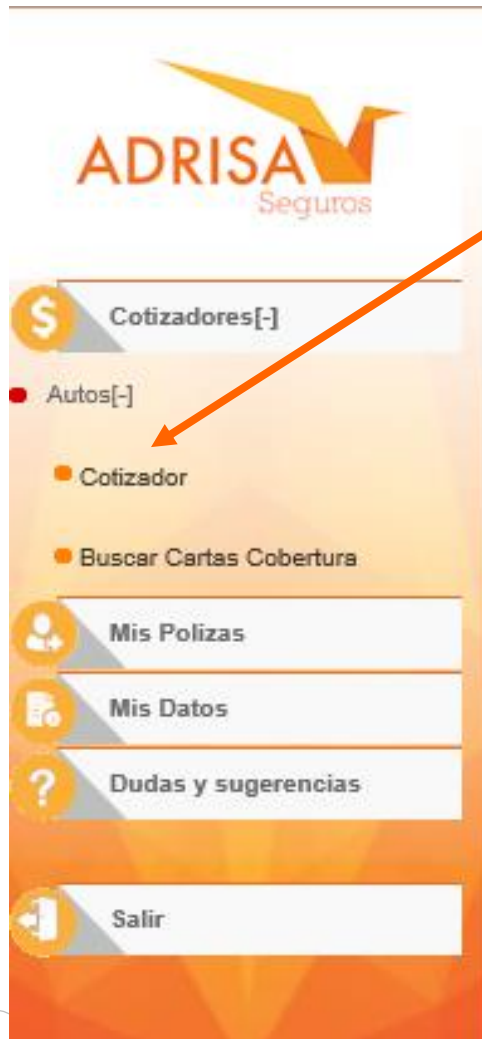 ADRISA
Seguros
$ Cotizadores[-]
Autos[-]
Cotizador
Buscar Cartas Cobertura
Mis Polizas
Mis Datos
? Dudas y sugerencias
Salir